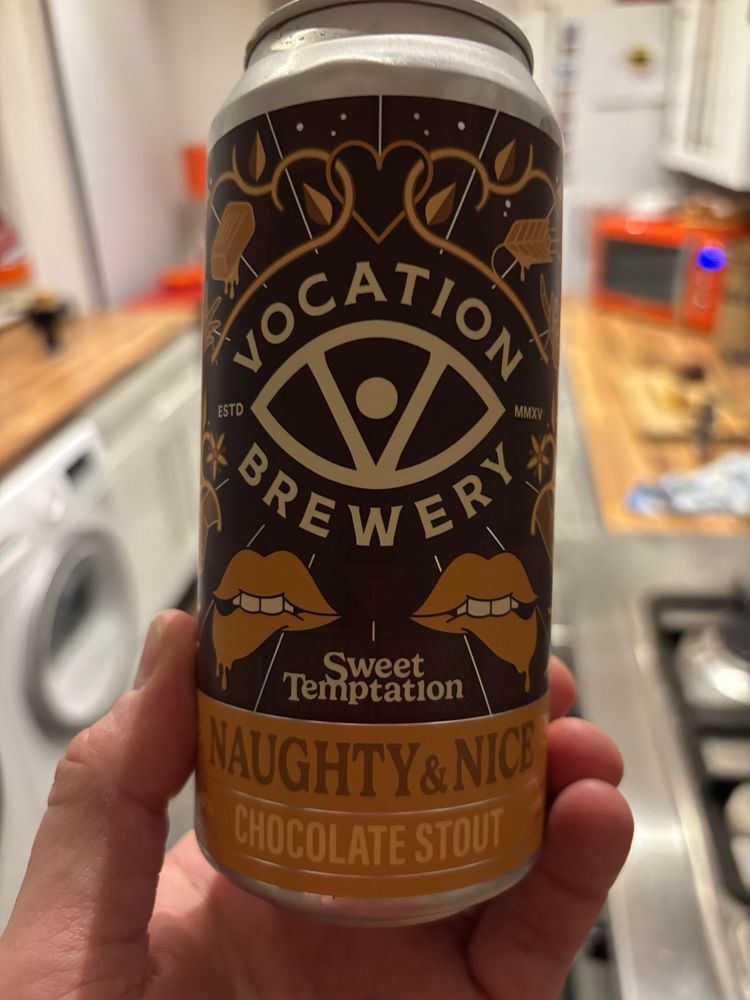 VOCATION
ESTD
MMXV
BREWERY
Sweet
Temptation
NAUGHTY & NICE
CHOCOLATE STOUT